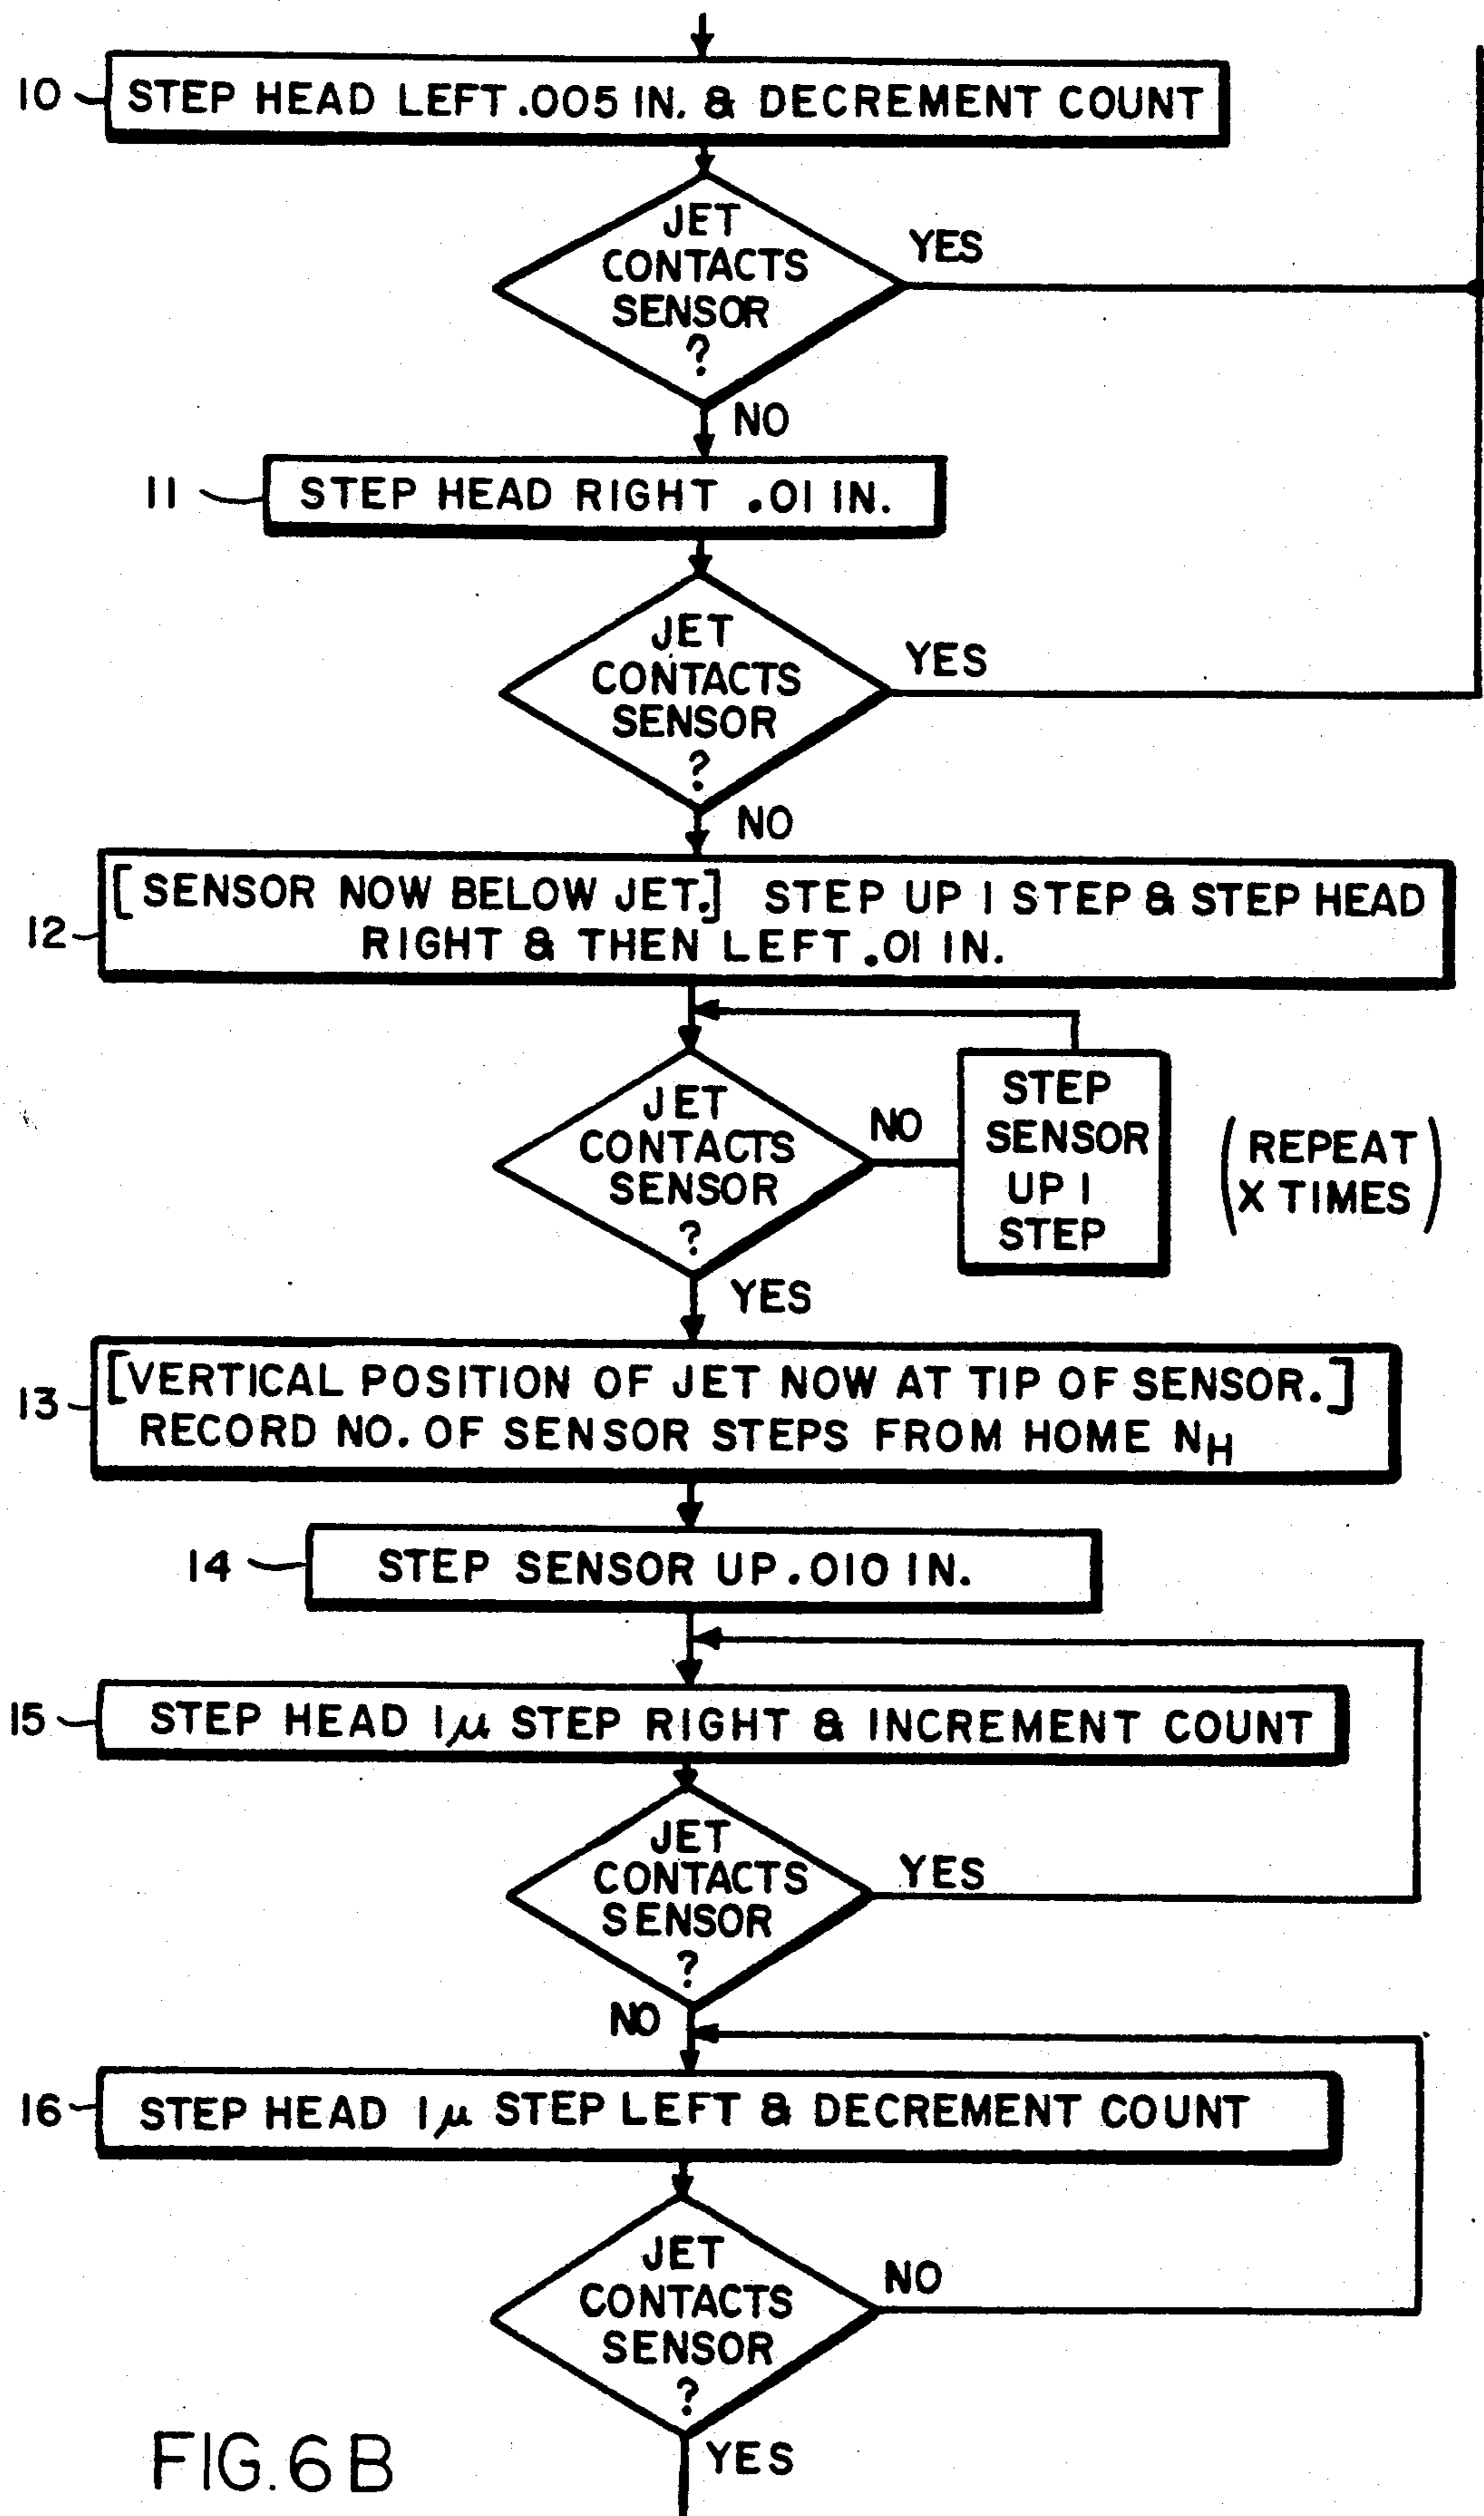 10
STEP HEAD LEFT .005 IN. & DECREMENT COUNT
JET
CONTACTS
SENSOR
?
YES
NO
11
STEP HEAD RIGHT .01 IN.
JET
CONTACTS
SENSOR
?
YES
NO
12
[SENSOR NOW BELOW JET.] STEP UP 1 STEP & STEP HEAD
RIGHT & THEN LEFT .01 IN.
JET
CONTACTS
SENSOR
?
NO
STEP
SENSOR
UP 1
STEP
(REPEAT
X TIMES)
YES
13
[VERTICAL POSITION OF JET NOW AT TIP OF SENSOR.]
RECORD NO. OF SENSOR STEPS FROM HOME NH
14
STEP SENSOR UP .010 IN.
15
STEP HEAD 1µ STEP RIGHT & INCREMENT COUNT
JET
CONTACTS
SENSOR
?
YES
NO
16
STEP HEAD 1µ STEP LEFT & DECREMENT COUNT
JET
CONTACTS
SENSOR
?
NO
YES
FIG. 6B